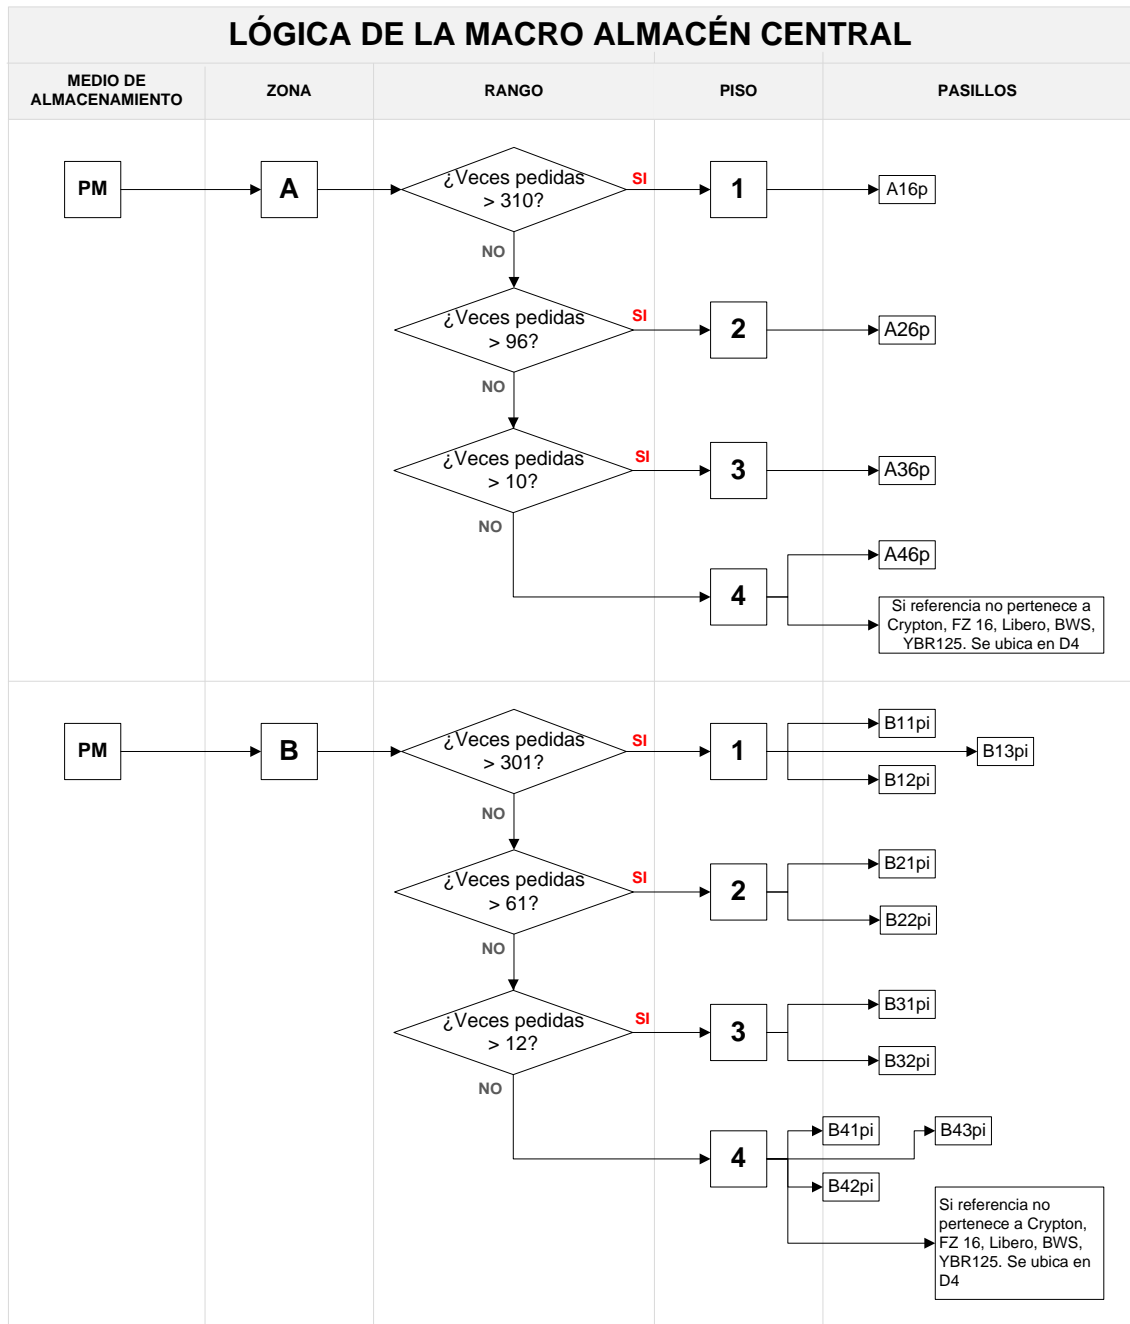 LÓGICA DE LA MACRO ALMACÉN CENTRAL
MEDIO DE
ALMACENAMIENTO
ZONA
RANGO
PISO
PASILLOS
PM
A
¿Veces pedidas
> 310?
SI
1
A16p
NO
¿Veces pedidas
> 96?
SI
2
A26p
NO
¿Veces pedidas
> 10?
SI
3
A36p
NO
4
A46p
Si referencia no pertenece a
Crypton, FZ 16, Libero, BWS,
YBR125. Se ubica en D4
PM
B
¿Veces pedidas
> 301?
SI
1
B11pi
B13pi
B12pi
NO
¿Veces pedidas
> 61?
SI
2
B21pi
B22pi
NO
¿Veces pedidas
> 12?
SI
3
B31pi
B32pi
NO
4
B41pi
B43pi
B42pi
Si referencia no
pertenece a Crypton,
FZ 16, Libero, BWS,
YBR125. Se ubica en
D4